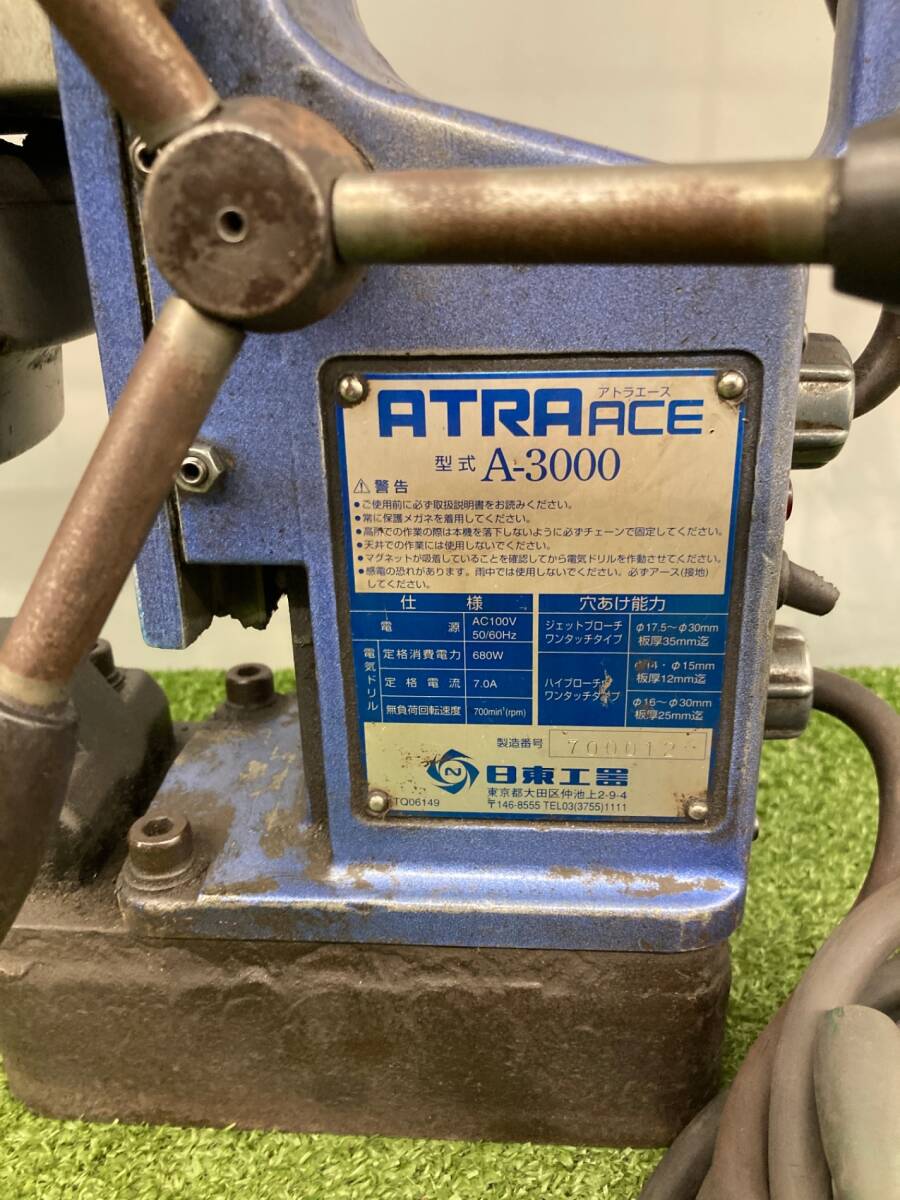 アトラエース
ATRA ACE
型式 A-3000
⚠警告
●ご使用前に必ず取扱説明書をお読みください。
●常に保護メガネを着用してください。
●高所での作業の際は本機を落下しないように必ずチェーンで固定してください。
●天井での作業には使用しないでください。
●マグネットが吸着していることを確認してから電気ドリルを作動させてください。
●感電の恐れがあります。雨中では使用しないでください。必ずアース(接地)
してください。
仕様
電源 AC100V 50/60Hz
電気ドリル
定格消費電力 680W
定格電流 7.0A
無負荷回転速度 700min⁻¹(rpm)
穴あけ能力
ジェットブローチ ワンタッチタイプ
φ17.5～φ30mm 板厚35mm迄
ハイブローチ ワンタッチタイプ
φ14・φ15mm 板厚12mm迄
φ16～φ30mm 板厚25mm迄
製造番号 700012
日東工器
東京都大田区仲池上2-9-4
TQ06149
〒146-8555 TEL03(3755)1111